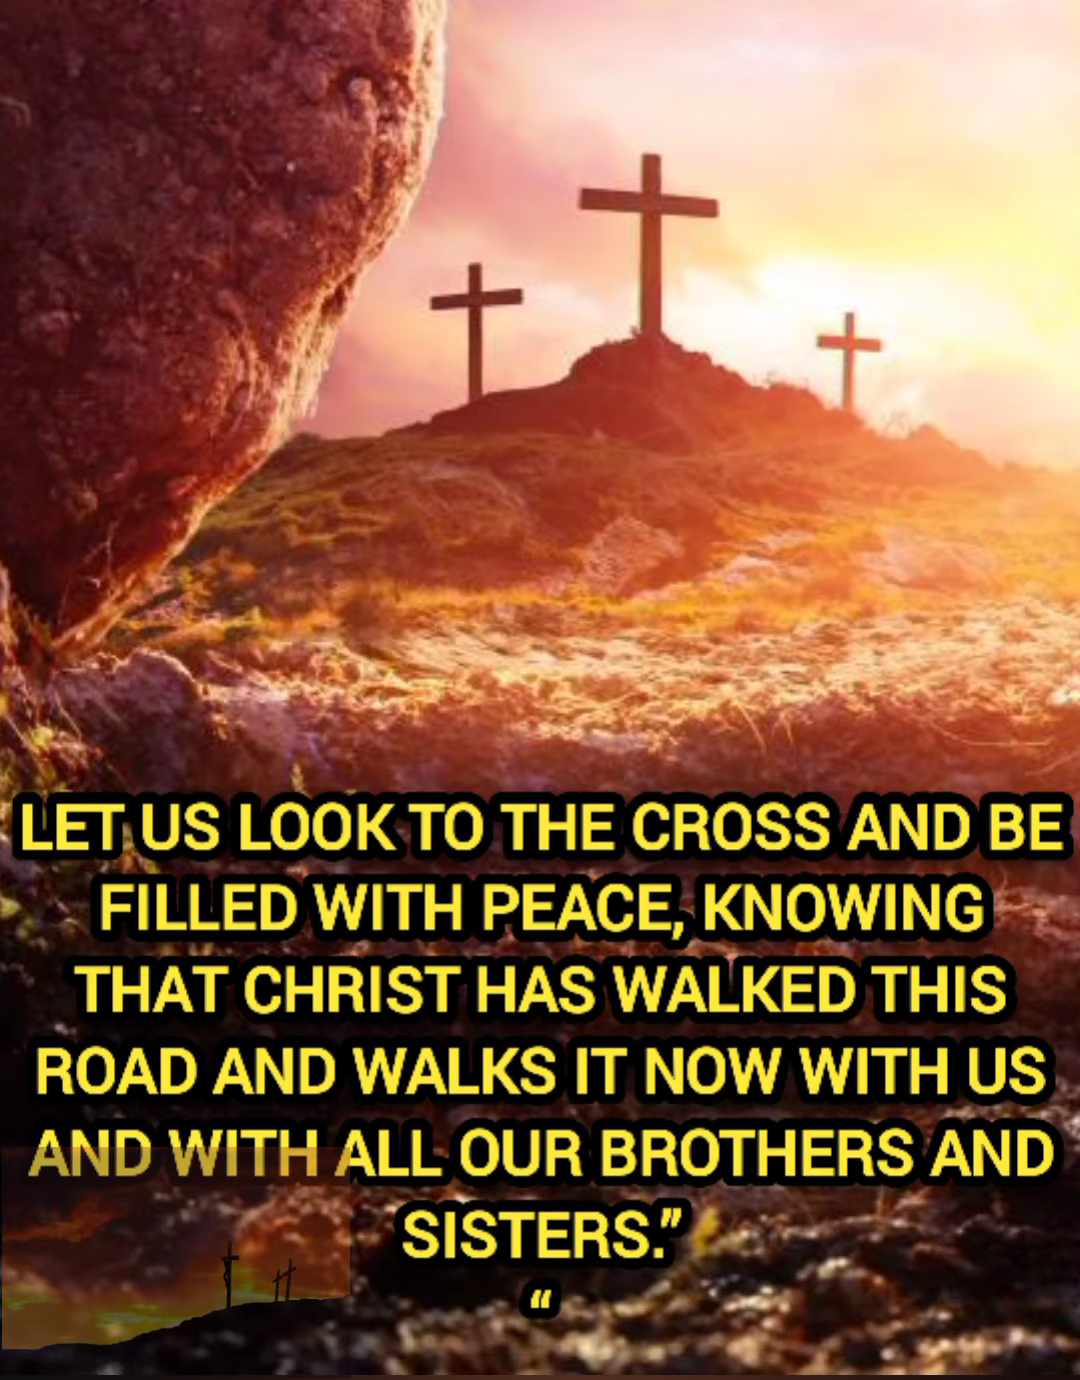 LET US LOOK TO THE CROSS AND BE
FILLED WITH PEACE, KNOWING
THAT CHRIST HAS WALKED THIS
ROAD AND WALKS IT NOW WITH US
AND WITH ALL OUR BROTHERS AND
SISTERS.”
“